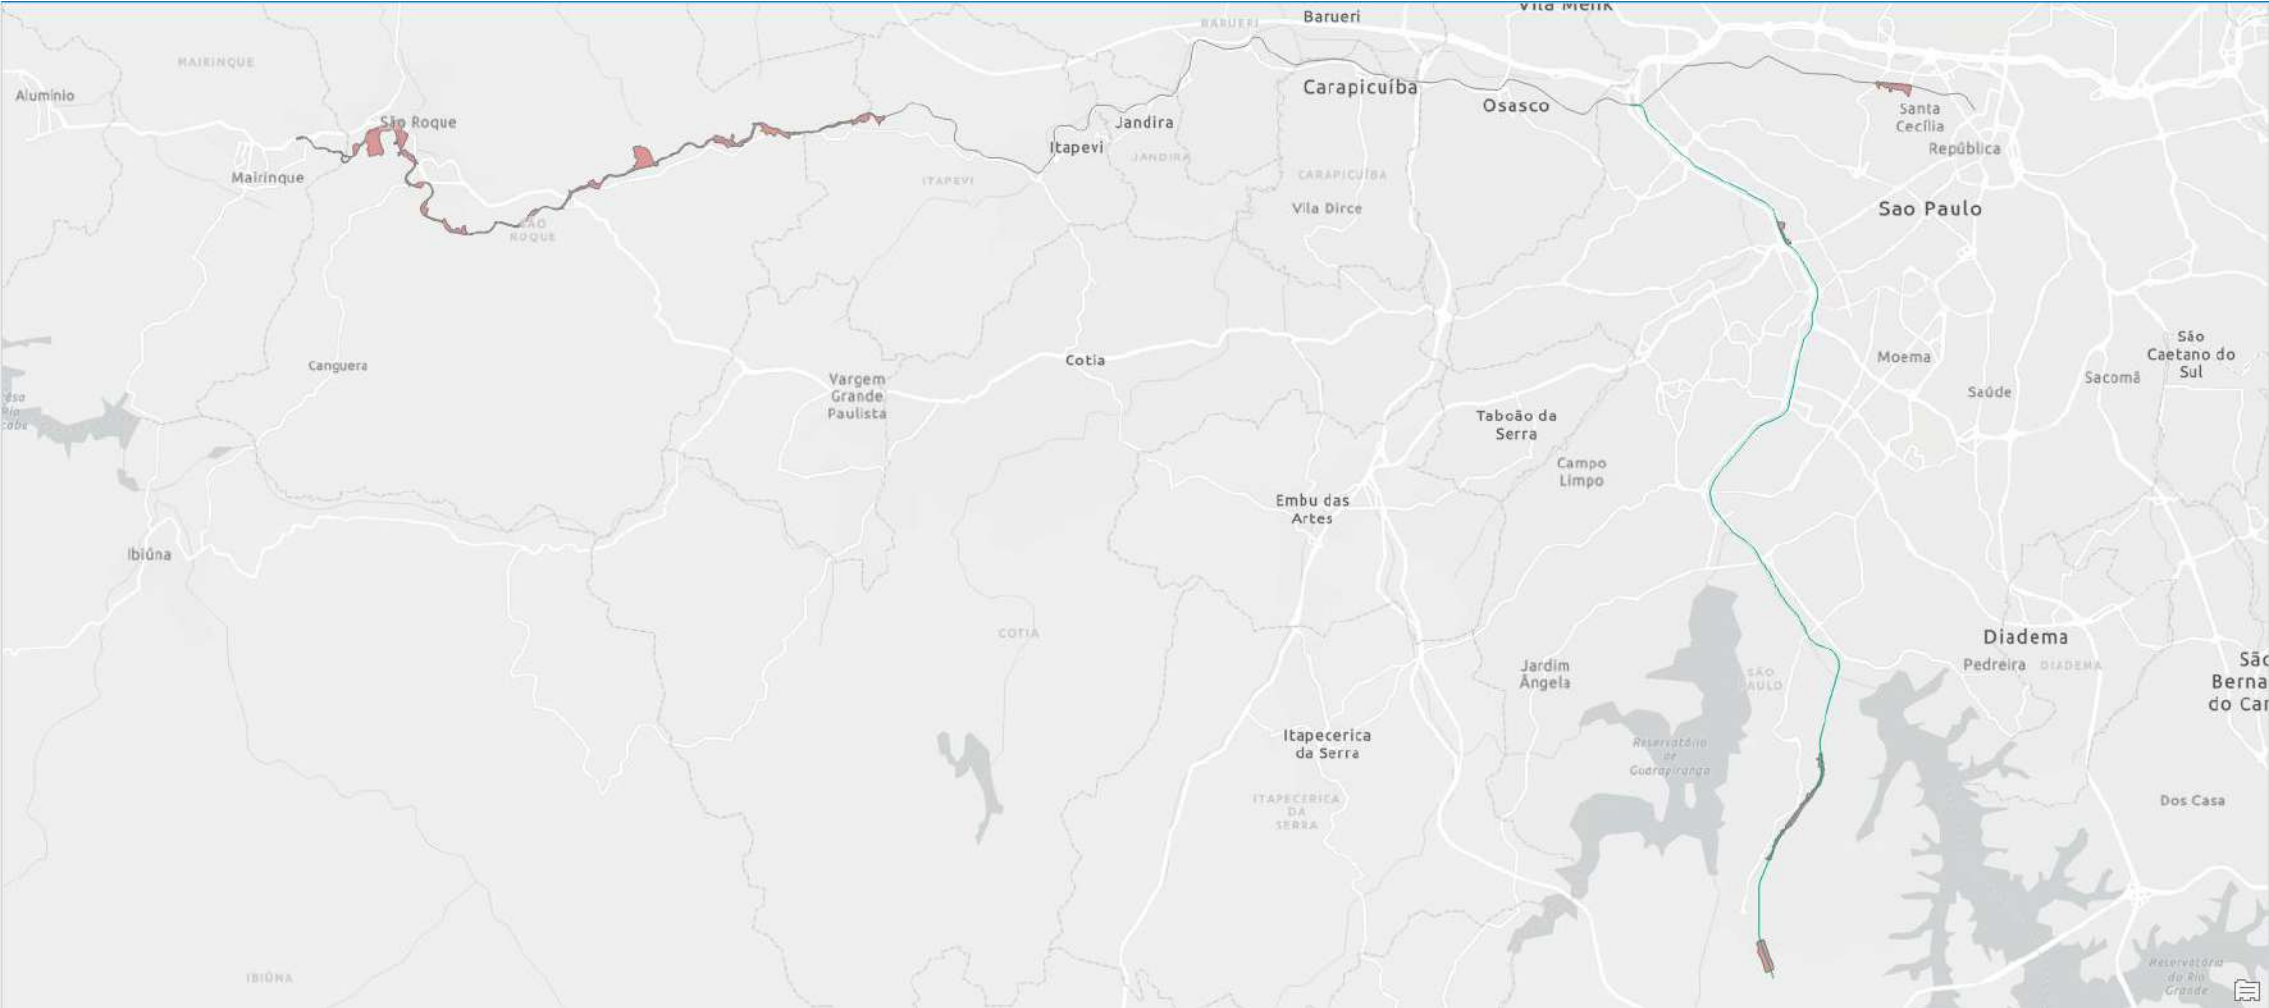 Vila Menk
Barueri
BARUERI
MAIRINQUE
Carapicuíba
Alumínio
Osasco
Santa
Cecília
São Roque
Jandira
República
Itapevi
JANDIRA
Mairinque
ITAPEVI
CARAPICUÍBA
Vila Dirce
Sao Paulo
SÃO
ROQUE
São
Caetano do
Sul
Cotia
Moema
Canguera
Vargem
Grande
Paulista
Sacomã
Saúde
Taboão da
Serra
Campo
Limpo
Embu das
Artes
Ibiúna
COTIA
Diadema
Pedreira
DIADEMA
Jardim
Ângela
SÃO
PAULO
Berna
Itapecerica
da Serra
Reservatório
de
Guarapiranga
ITAPECERICA
DA
SERRA
Dos Casa
Reservatório
do Rio
Grande
IBIÚNA